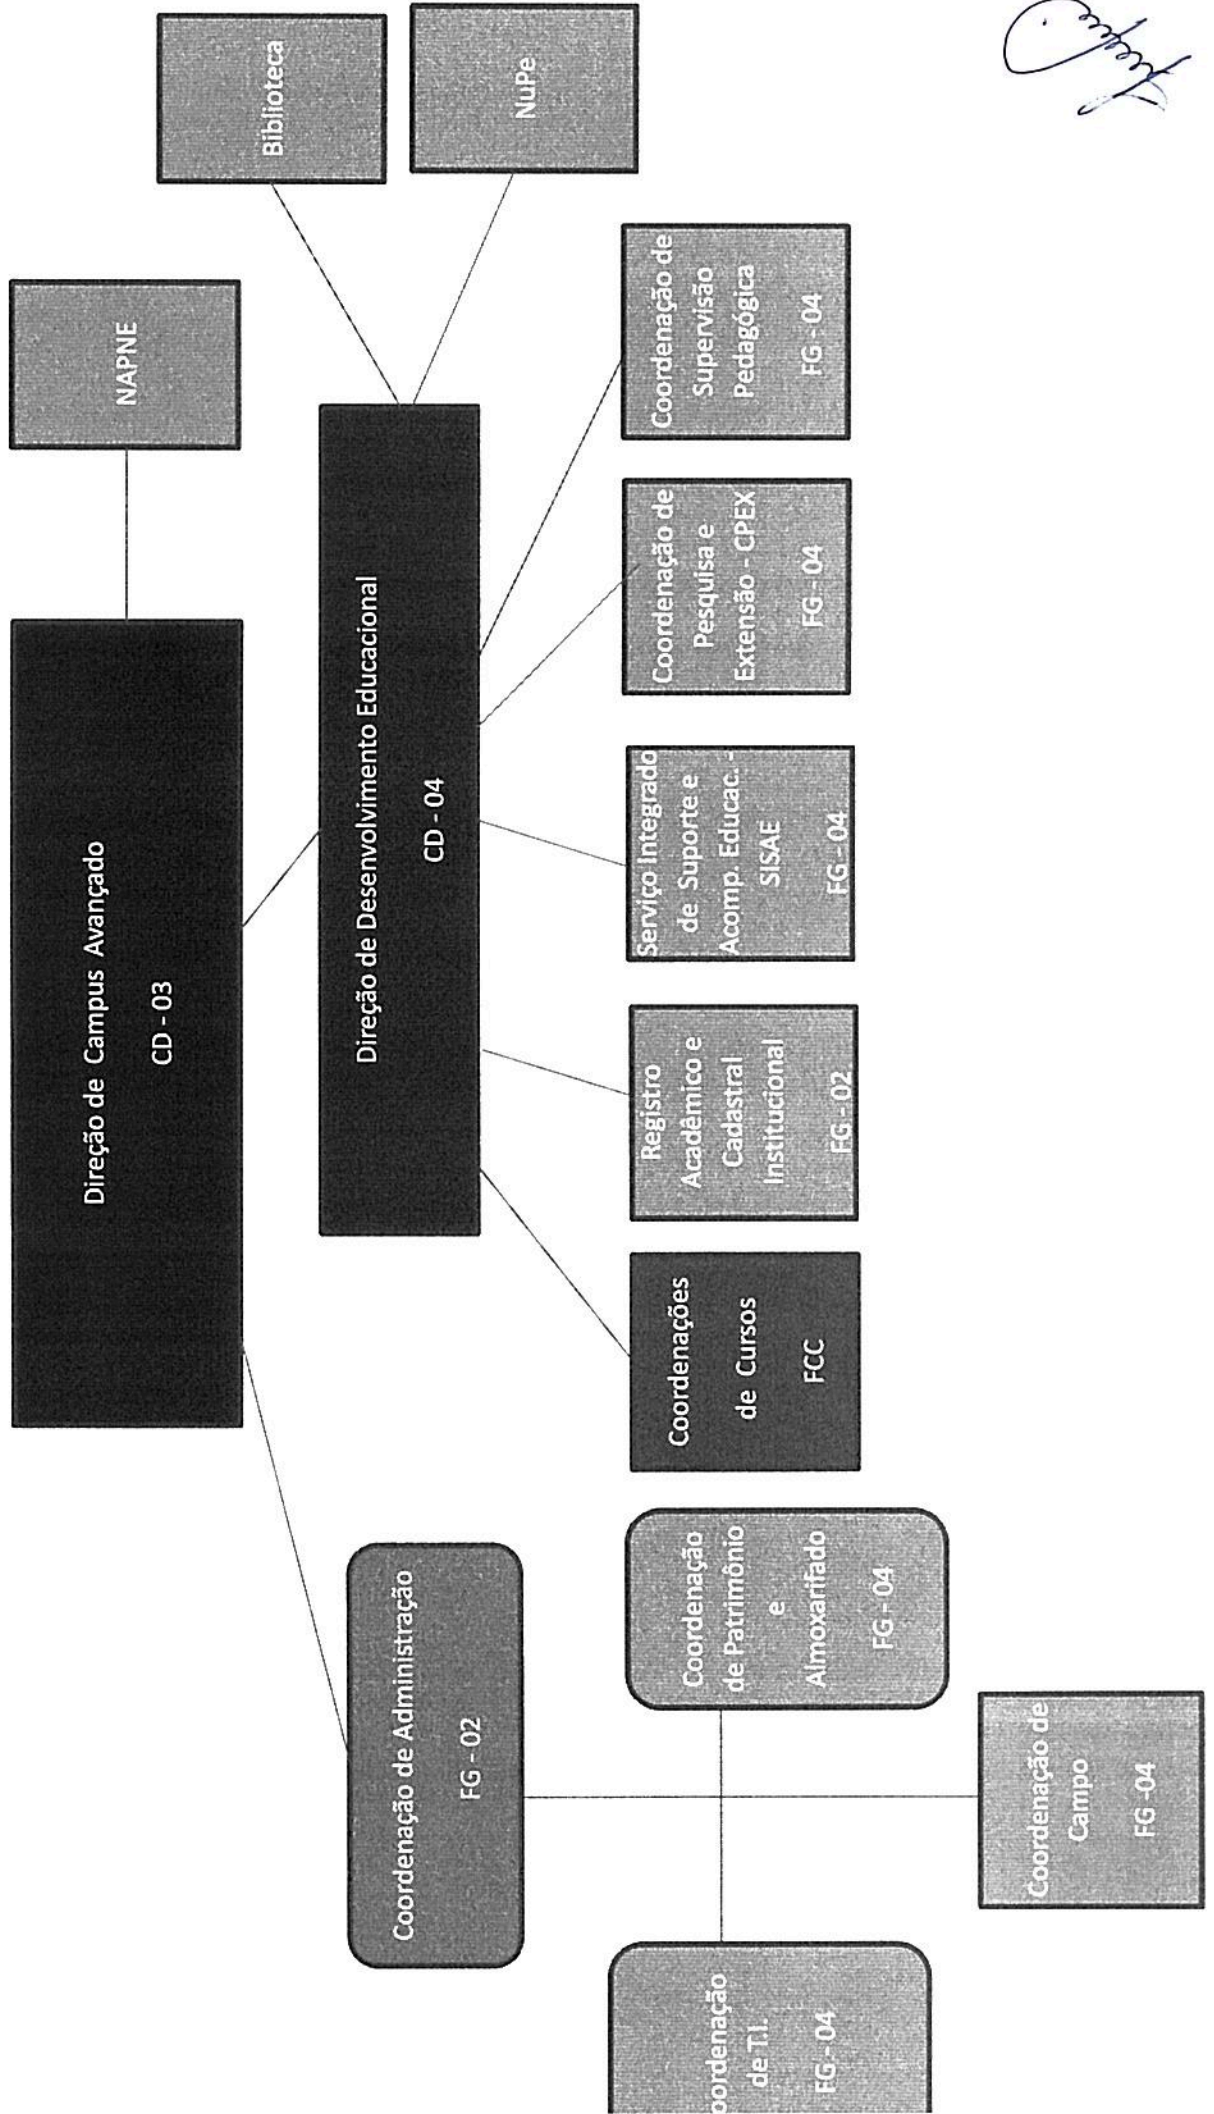 Direção de Campus Avançado
CD - 03
NAPNE
Direção de Desenvolvimento Educacional
CD - 04
Biblioteca
NuPe
Coordenação de Administração
FG - 02
oordenação
de T.I.
FG - 04
Coordenação
de Patrimônio
e
Almoxarifado
FG - 04
Coordenação de
Campo
FG -04
Coordenações
de Cursos
FCC
Registro
Acadêmico e
Cadastral
Institucional
FG - 02
Serviço Integrado
de Suporte e
Acomp. Educac. -
SISAE
FG - 04
Coordenação de
Pesquisa e
Extensão - CPEX
FG - 04
Coordenação de
Supervisão
Pedagógica
FG - 04